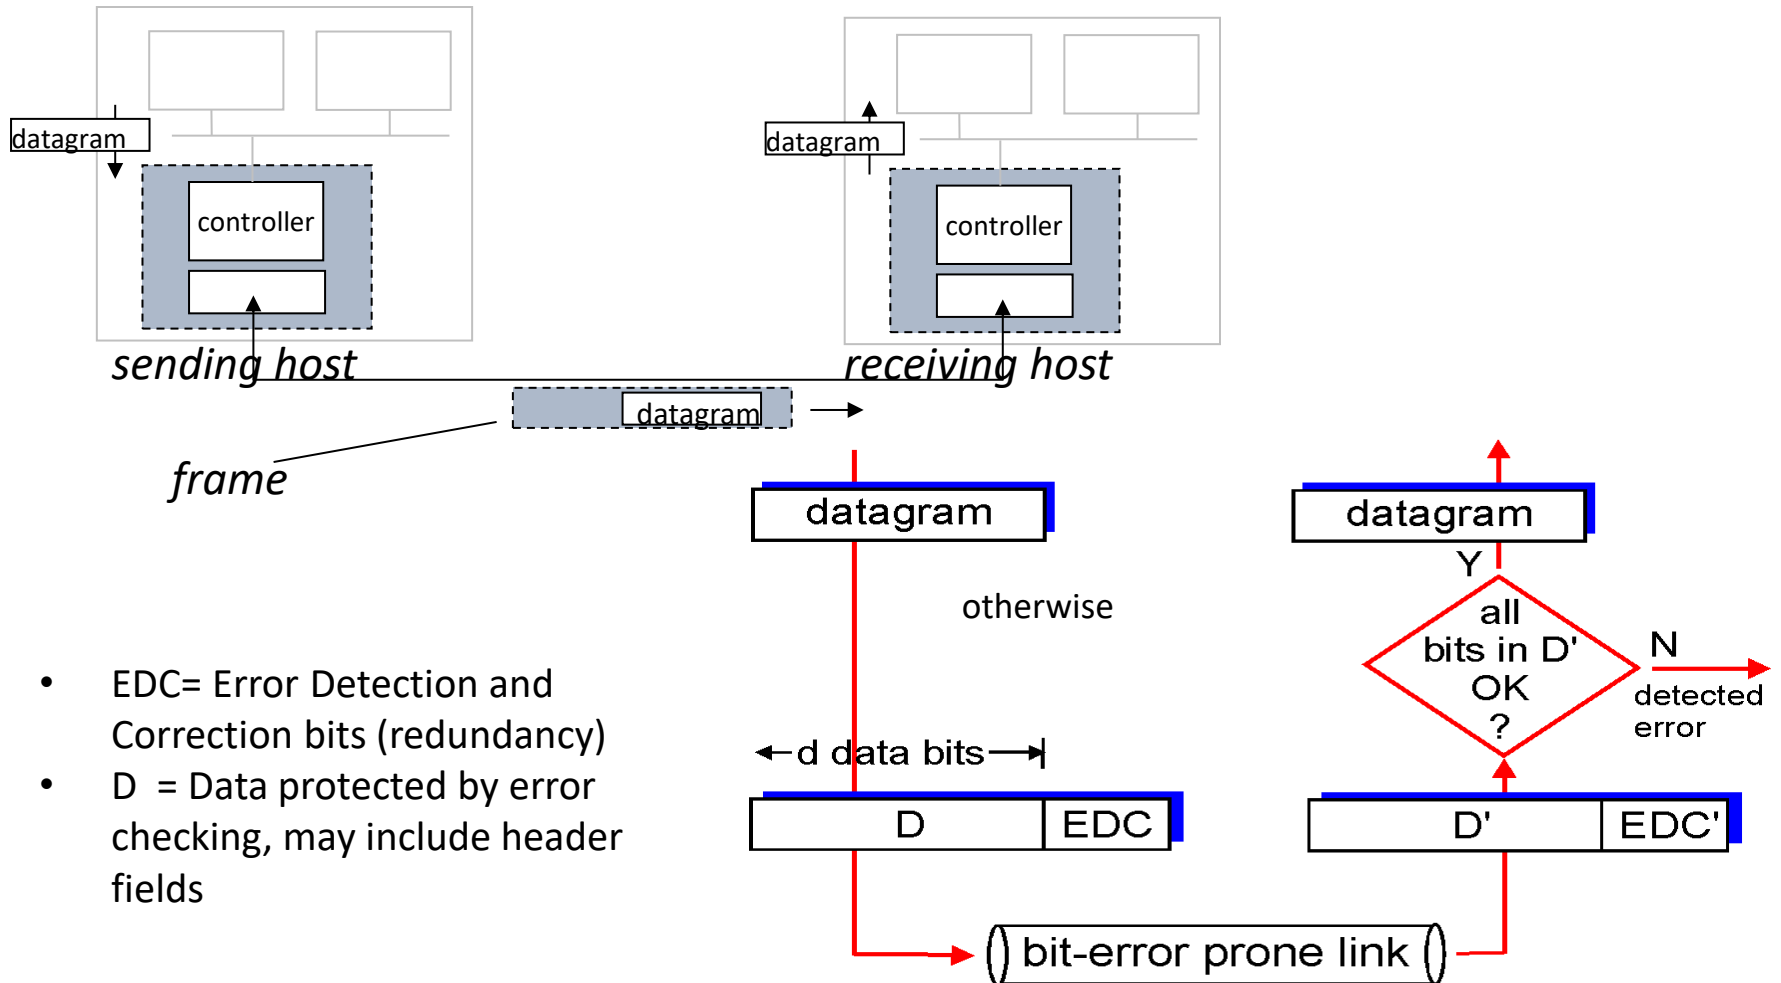 datagram
controller
sending host
datagram
controller
receiving host
datagram
frame
• EDC= Error Detection and
Correction bits (redundancy)
• D = Data protected by error
checking, may include header
fields
datagram
otherwise
d data bits
D EDC
bit-error prone link
datagram
Y
all
bits in D'
OK
?
N
detected
error
D' EDC'